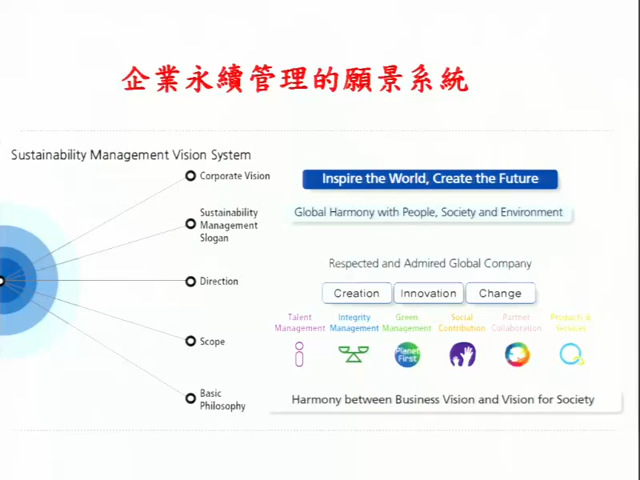 企業永續管理的願景系統
Sustainability Management Vision System
Corporate Vision
Inspire the World, Create the Future
Sustainability
Management
Slogan
Global Harmony with People, Society and Environment
Direction
Respected and Admired Global Company
Creation
Innovation
Change
Scope
Talent
Management
Integrity
Management
Green
Management
Social
Contribution
Partner
Collaboration
Products &
Services
Planet
First
Basic
Philosophy
Harmony between Business Vision and Vision for Society